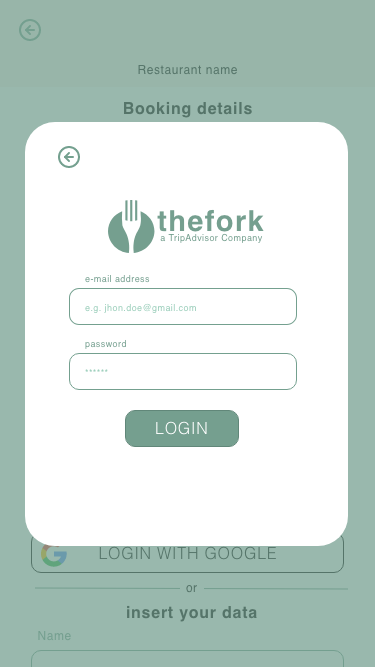 Restaurant name
Booking details
thefork
a TripAdvisor Company
e-mail address
e.g. jhon.doe@gmail.com
password
******
LOGIN
LOGIN WITH GOOGLE
or
insert your data
Name